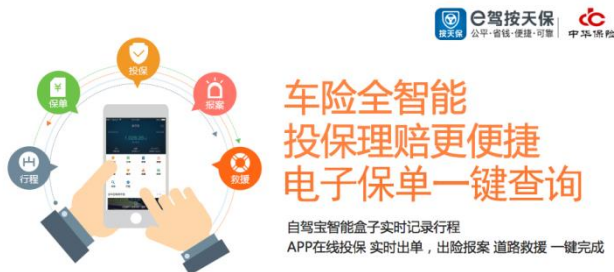 e驾按天保
公平·省钱·便捷·可靠
按天保
中华保险
投保
保单
报案
行程
救援
车险全智能
投保理赔更便捷
电子保单一键查询
自驾宝智能盒子实时记录行程
APP在线投保 实时出单，出险报案 道路救援 一键完成